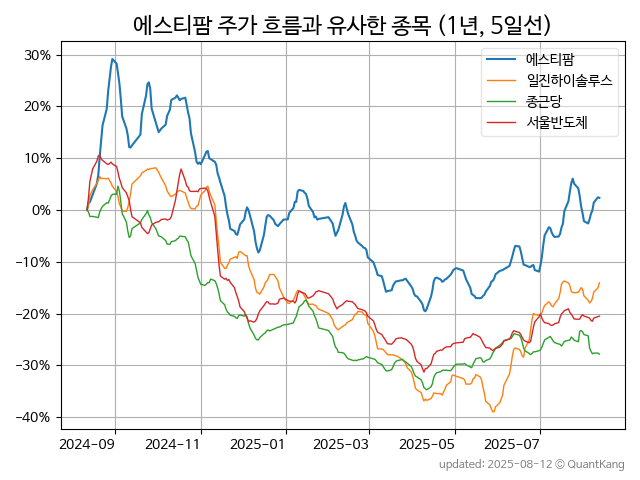 에스티팜 주가 흐름과 유사한 종목 (1년, 5일선)
에스티팜
일진하이솔루스
종근당
서울반도체
30%
20%
10%
0%
−10%
−20%
−30%
−40%
2024-09
2024-11
2025-01
2025-03
2025-05
2025-07
updated: 2025-08-12 © QuantKang